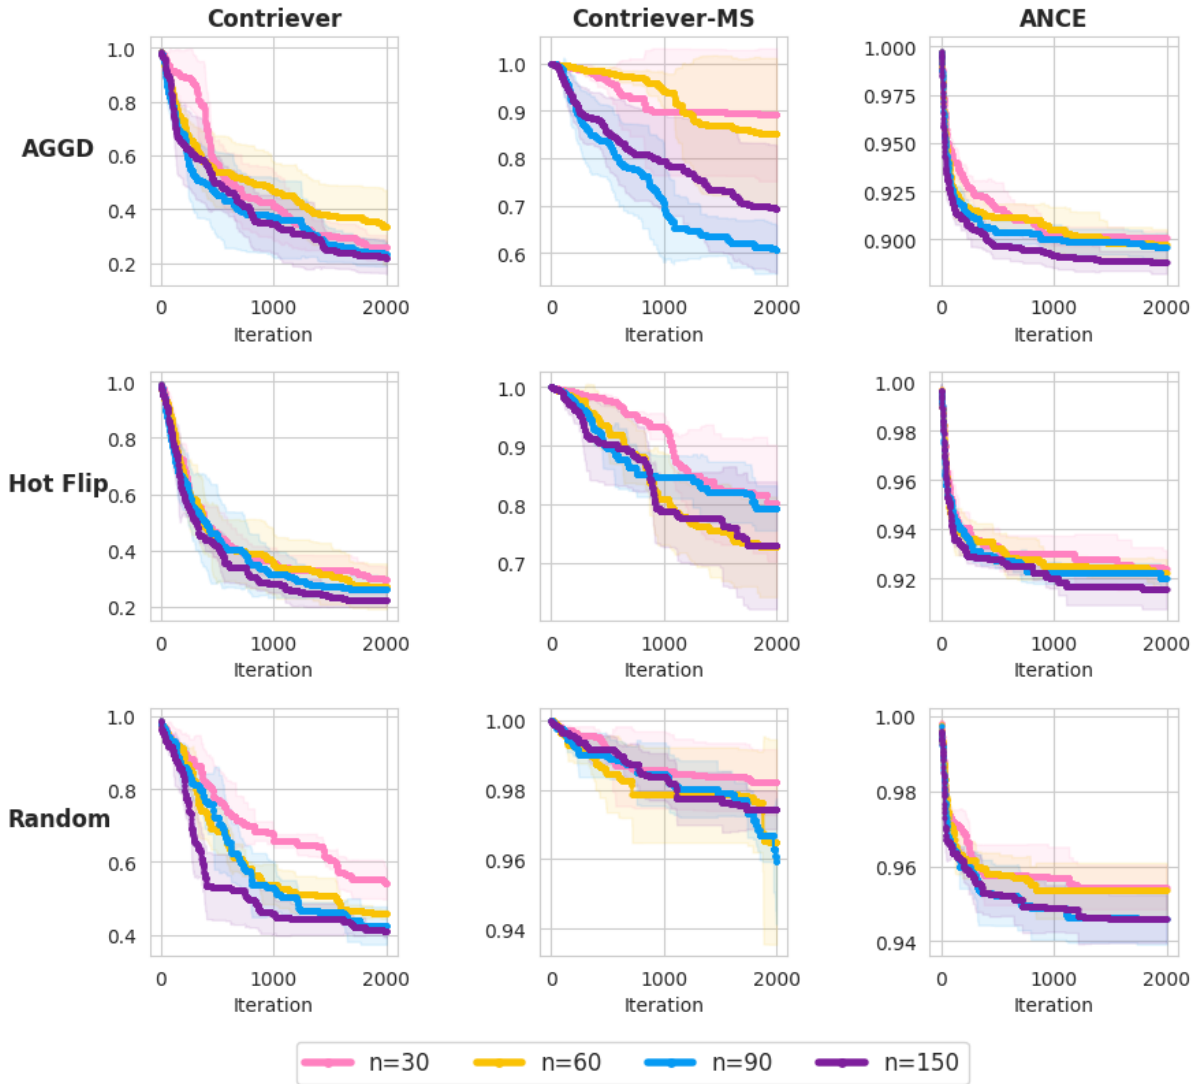 Contriever Contriever-MS ANCE
AGGD
1.0 0.8 0.6 0.4 0.2
0 1000 2000
Iteration
1.0 0.9 0.8 0.7 0.6
0 1000 2000
Iteration
1.000 0.975 0.950 0.925 0.900
0 1000 2000
Iteration
Hot Flip
1.0 0.8 0.6 0.4 0.2
0 1000 2000
Iteration
1.0 0.9 0.8 0.7
0 1000 2000
Iteration
1.00 0.98 0.96 0.94 0.92
0 1000 2000
Iteration
Random
1.0 0.8 0.6 0.4
0 1000 2000
Iteration
1.00 0.98 0.96 0.94
0 1000 2000
Iteration
1.00 0.98 0.96 0.94
0 1000 2000
Iteration
n=30 n=60 n=90 n=150